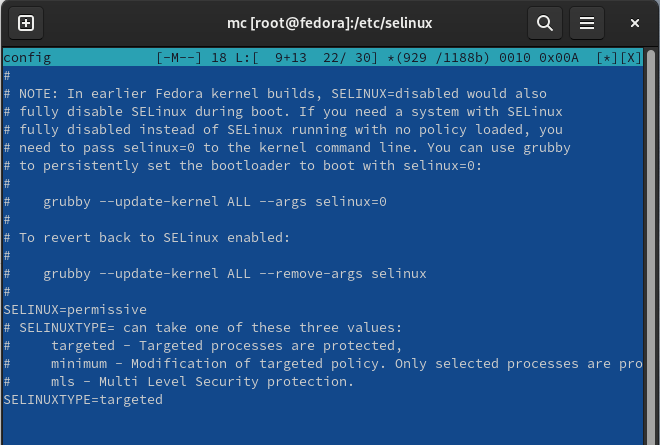 mc [root@fedora]:/etc/selinux
config [-M--] 18 L:[ 9+13 22/ 30] *(929 /1188b) 0010 0x00A [*][X]
#
# NOTE: In earlier Fedora kernel builds, SELINUX=disabled would also
# fully disable SELinux during boot. If you need a system with SELinux
# fully disabled instead of SELinux running with no policy loaded, you
# need to pass selinux=0 to the kernel command line. You can use grubby
# to persistently set the bootloader to boot with selinux=0:
#
#    grubby --update-kernel ALL --args selinux=0
#
# To revert back to SELinux enabled:
#
#    grubby --update-kernel ALL --remove-args selinux
#
SELINUX=permissive
# SELINUXTYPE= can take one of these three values:
#     targeted - Targeted processes are protected,
#     minimum - Modification of targeted policy. Only selected processes are pro
#     mls - Multi Level Security protection.
SELINUXTYPE=targeted